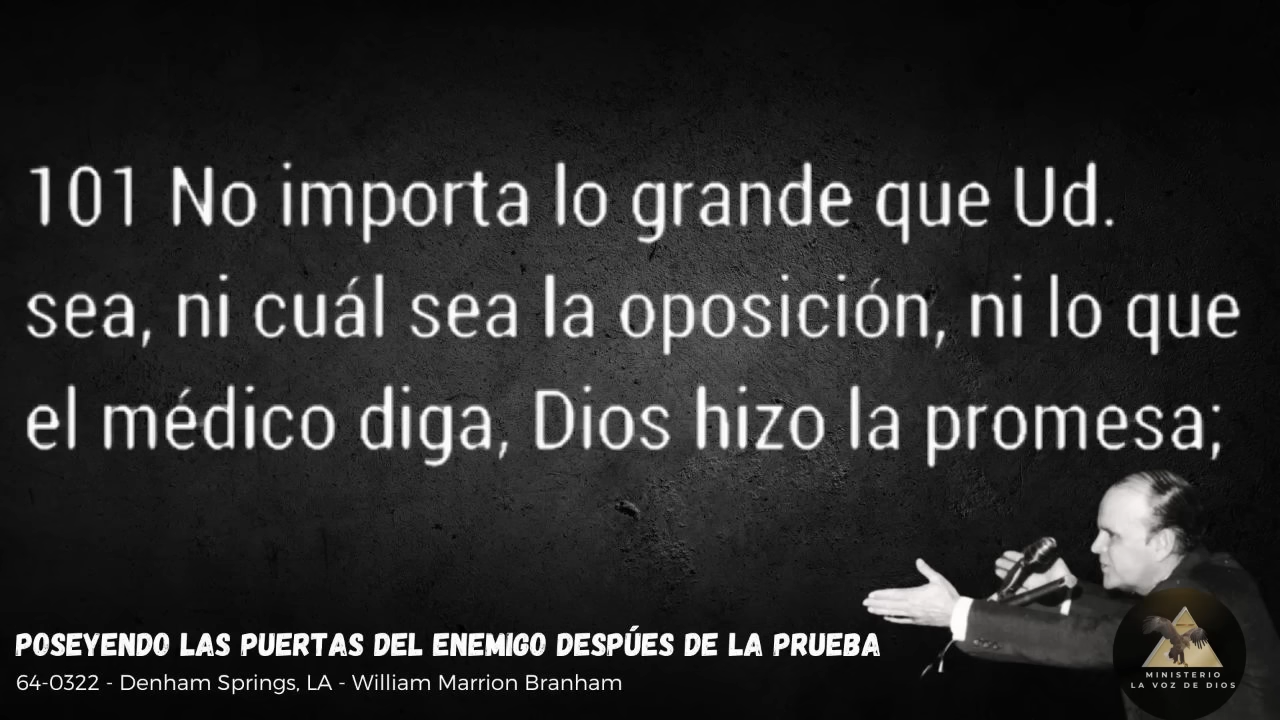 101 No importa lo grande que Ud.
sea, ni cuál sea la oposición, ni lo que
el médico diga, Dios hizo la promesa;
POSEYENDO LAS PUERTAS DEL ENEMIGO DESPÚES DE LA PRUEBA
64-0322 - Denham Springs, LA - William Marrion Branham
MINISTERIO
LA VOZ DE DIOS